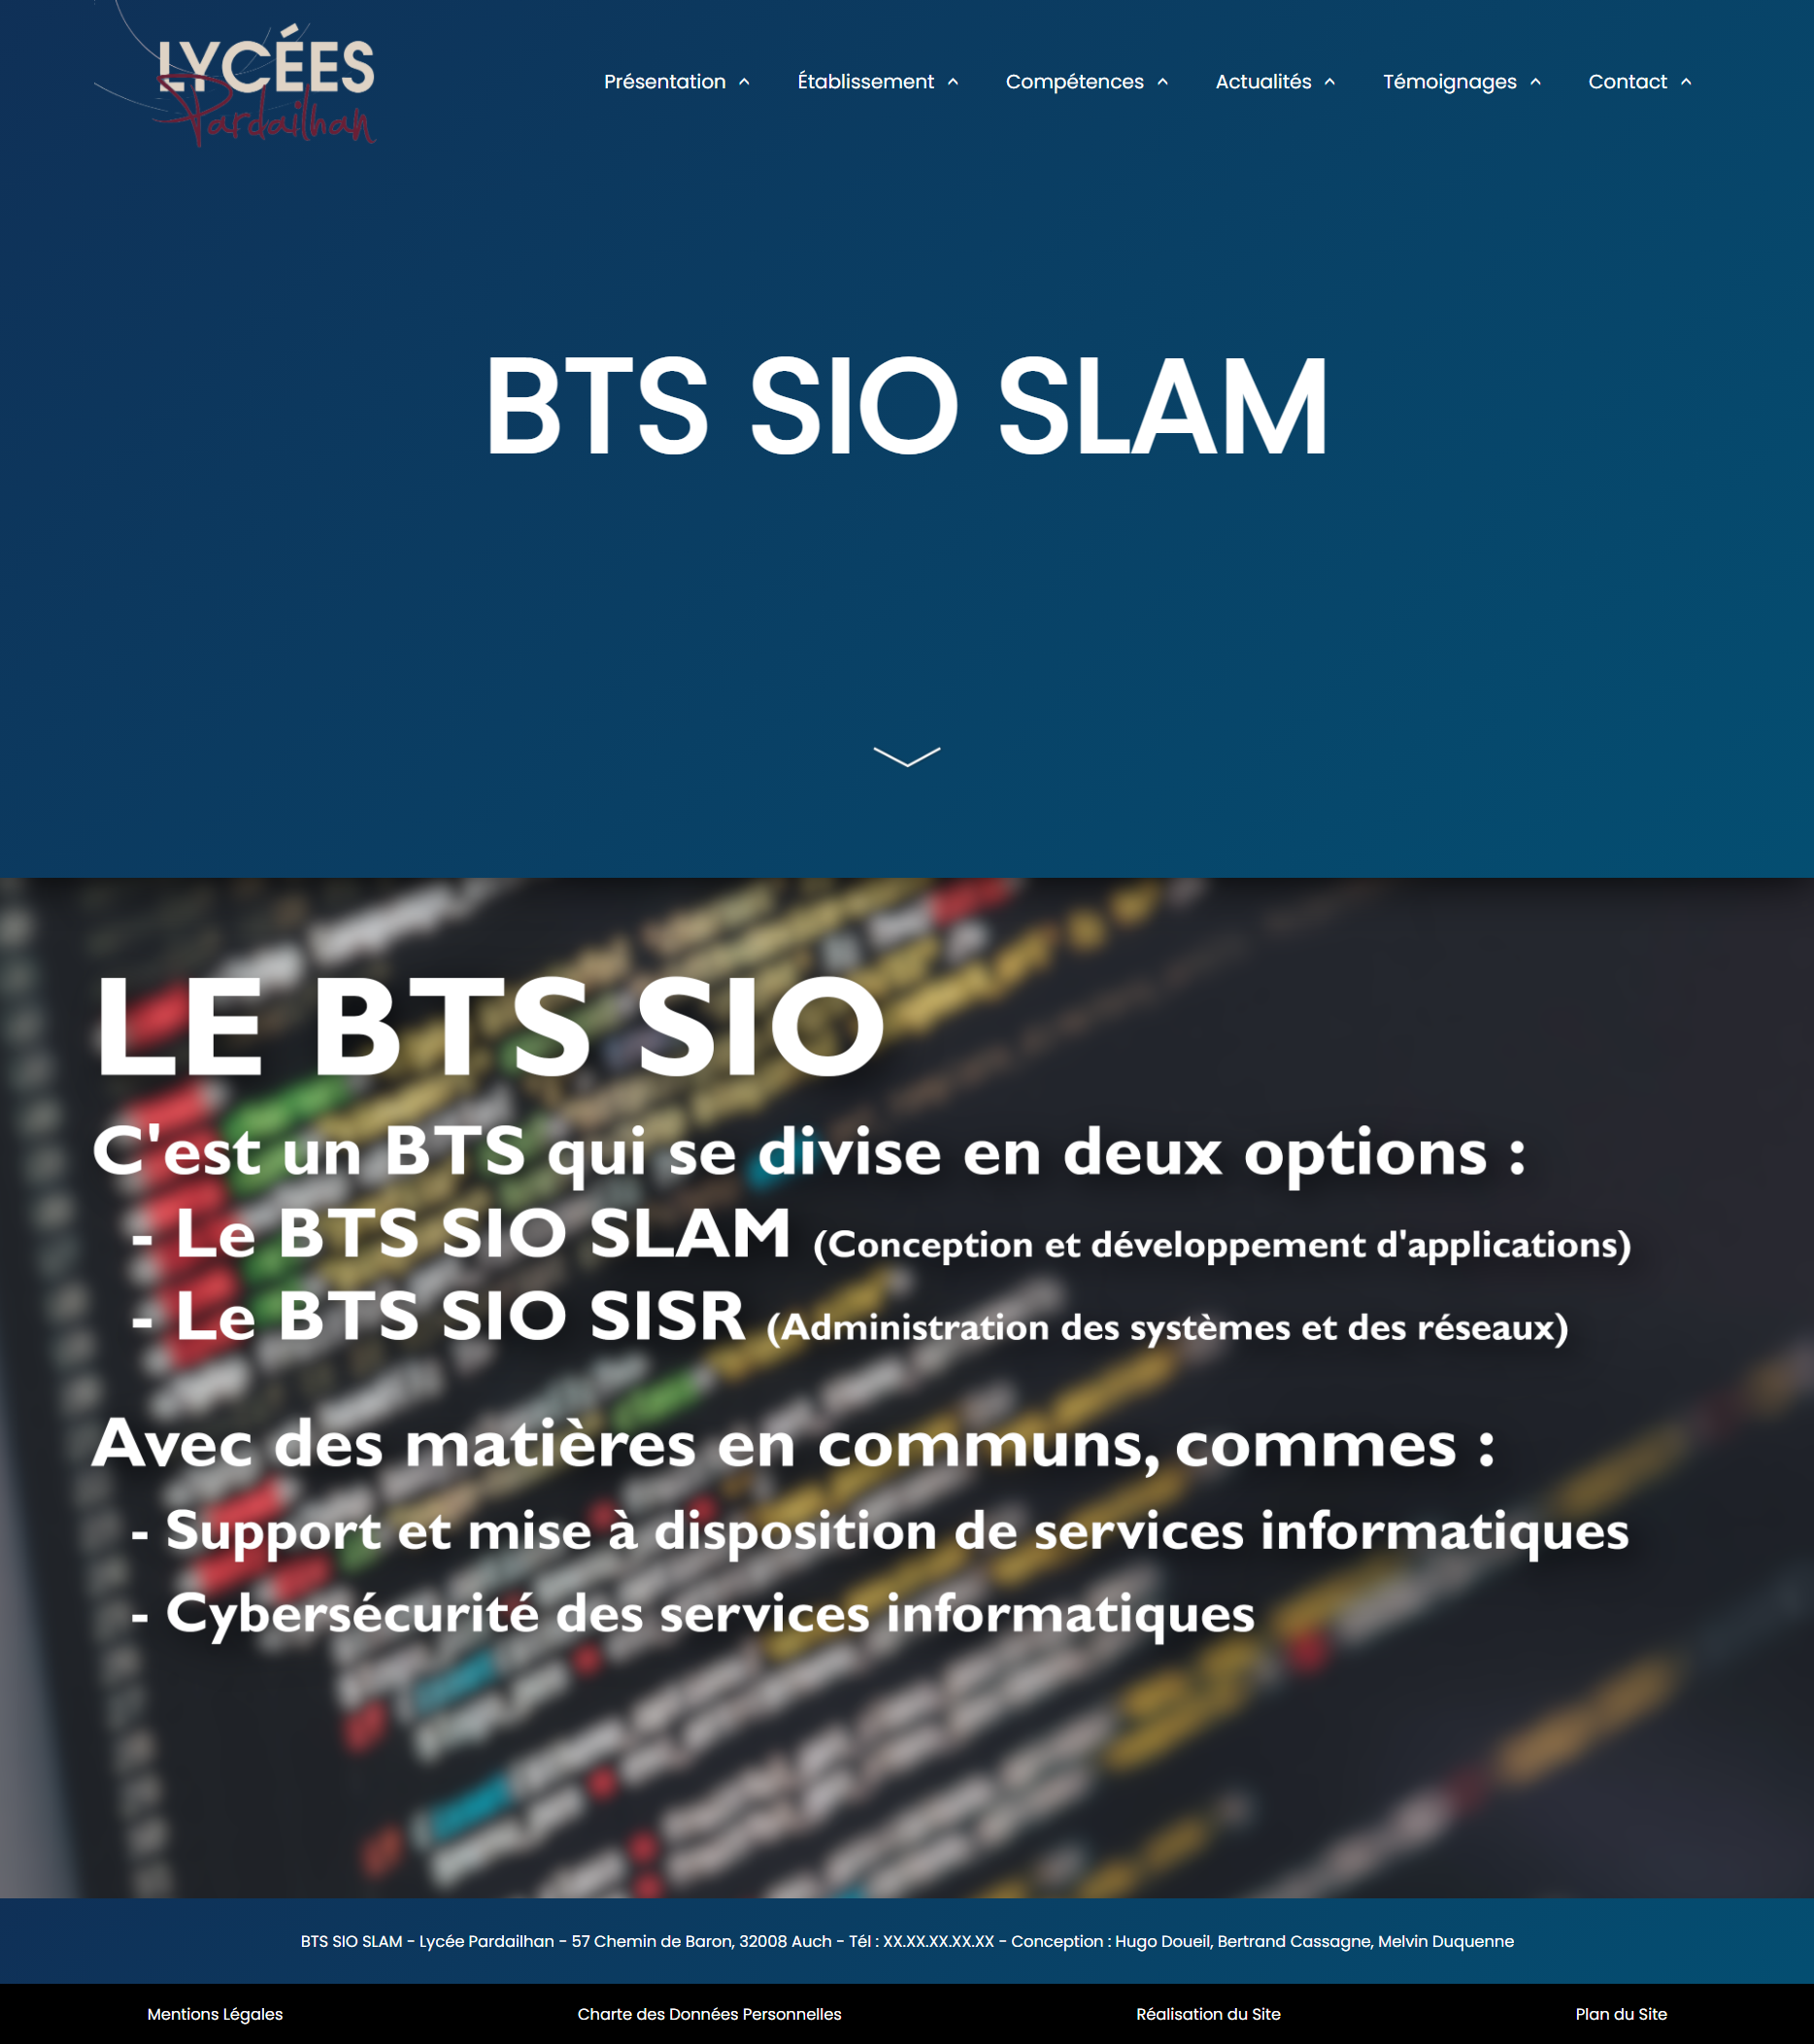 LYCÉES
Pardailhan
Présentation Établissement Compétences Actualités Témoignages Contact
BTS SIO SLAM
LE BTS SIO
C'est un BTS qui se divise en deux options :
- Le BTS SIO SLAM (Conception et développement d'applications)
- Le BTS SIO SISR (Administration des systèmes et des réseaux)
Avec des matières en communs, commes :
- Support et mise à disposition de services informatiques
- Cybersécurité des services informatiques
BTS SIO SLAM - Lycée Pardailhan - 57 Chemin de Baron, 32008 Auch - Tél : XX.XX.XX.XX.XX - Conception : Hugo Doueil, Bertrand Cassagne, Melvin Duquenne
Mentions Légales Charte des Données Personnelles Réalisation du Site Plan du Site